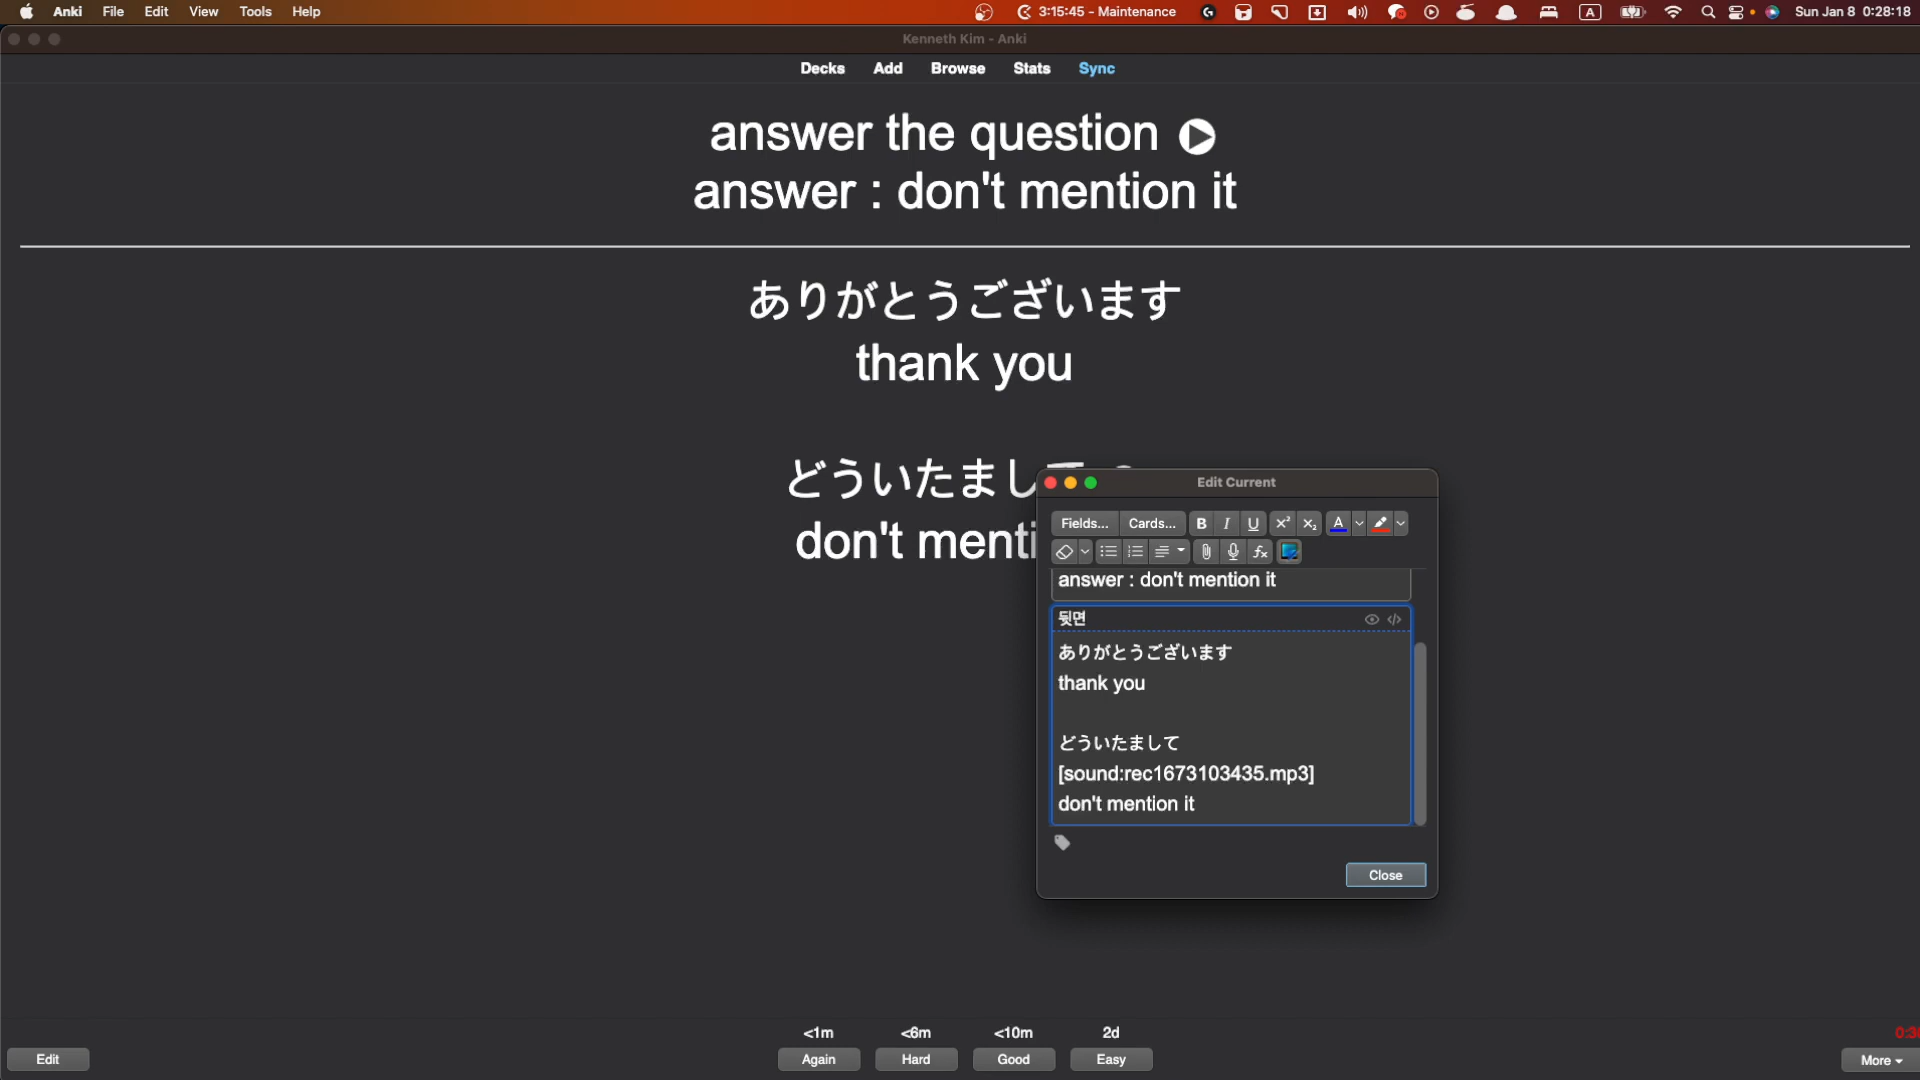 Anki File Edit View Tools Help 3:15:45 - Maintenance A Sun Jan 8 0:28:18
Kenneth Kim - Anki
Decks Add Browse Stats Sync
answer the question
answer : don't mention it
ありがとうございます
thank you
どういたまして
don't menti
Edit Current
Fields... Cards... B I U X² X₂ A
fx
answer : don't mention it
뒷면
ありがとうございます
thank you
どういたまして
[sound:rec1673103435.mp3]
don't mention it
Close
<1m <6m <10m 2d
Edit Again Hard Good Easy More